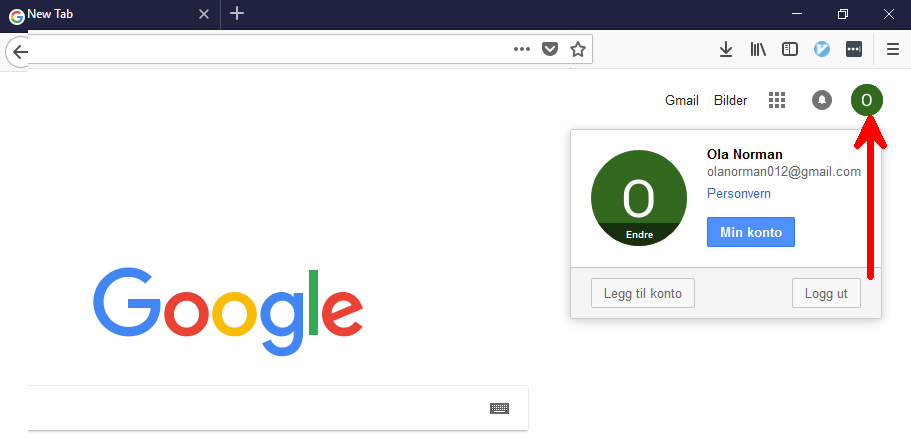 New Tab
Gmail Bilder
O
Ola Norman
olanorman012@gmail.com
Personvern
O
Endre
Min konto
Google
Legg til konto
Logg ut